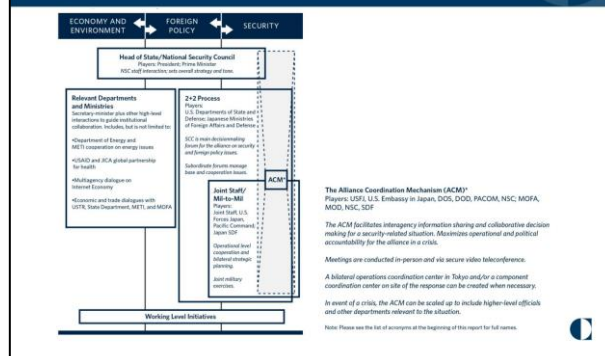 ECONOMY AND
ENVIRONMENT
FOREIGN
POLICY
SECURITY
Head of State/National Security Council
Players: President; Prime Minister
NSC staff interaction; sets overall strategy and tone.
Relevant Departments
and Ministries
Secretary-minister plus other high-level
interactions to guide institutional
collaboration. Includes, but is not limited to:
•Department of Energy and
METI cooperation on energy issues
•USAID and JICA global partnership
for health
•Multiagency dialogue on
Internet Economy
•Economic and trade dialogues with
USTR, State Department, METI, and MOFA
2+2 Process
Players:
U.S. Departments of State and
Defense; Japanese Ministries
of Foreign Affairs and Defense
SCC is main decisionmaking
forum for the alliance on security
and foreign policy issues.
Subordinate forums manage
base and cooperation issues.
ACM*
Joint Staff/
Mil-to-Mil
Players:
Joint Staff, U.S.
Forces Japan,
Pacific Command,
Japan SDF
Operational level
cooperation and
bilateral strategic
planning.
Joint military
exercises.
Working Level Initiatives
The Alliance Coordination Mechanism (ACM)*
Players: USFJ, U.S. Embassy in Japan, DOS, DOD, PACOM, NSC; MOFA,
MOD, NSC, SDF
The ACM facilitates interagency information sharing and collaborative decision
making for a security-related situation. Maximizes operational and political
accountability for the alliance in a crisis.
Meetings are conducted in-person and via secure video teleconference.
A bilateral operations coordination center in Tokyo and/or a component
coordination center on site of the response can be created when necessary.
In event of a crisis, the ACM can be scaled up to include higher-level officials
and other departments relevant to the situation.
Note: Please see the list of acronyms at the beginning of this report for full names.